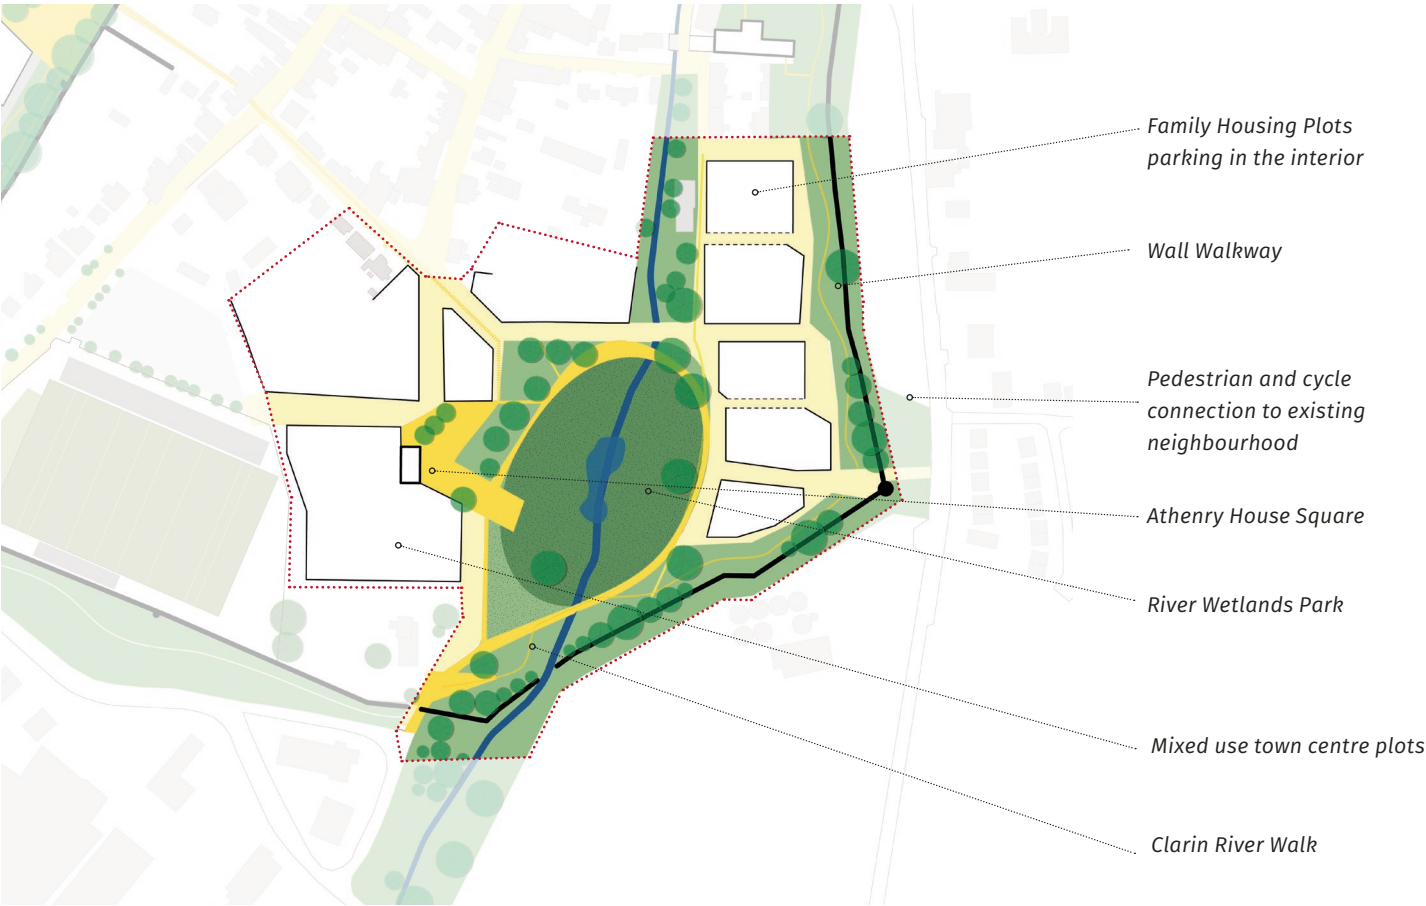 Family Housing Plots
parking in the interior
Wall Walkway
Pedestrian and cycle
connection to existing
neighbourhood
Athenry House Square
River Wetlands Park
Mixed use town centre plots
Clarin River Walk